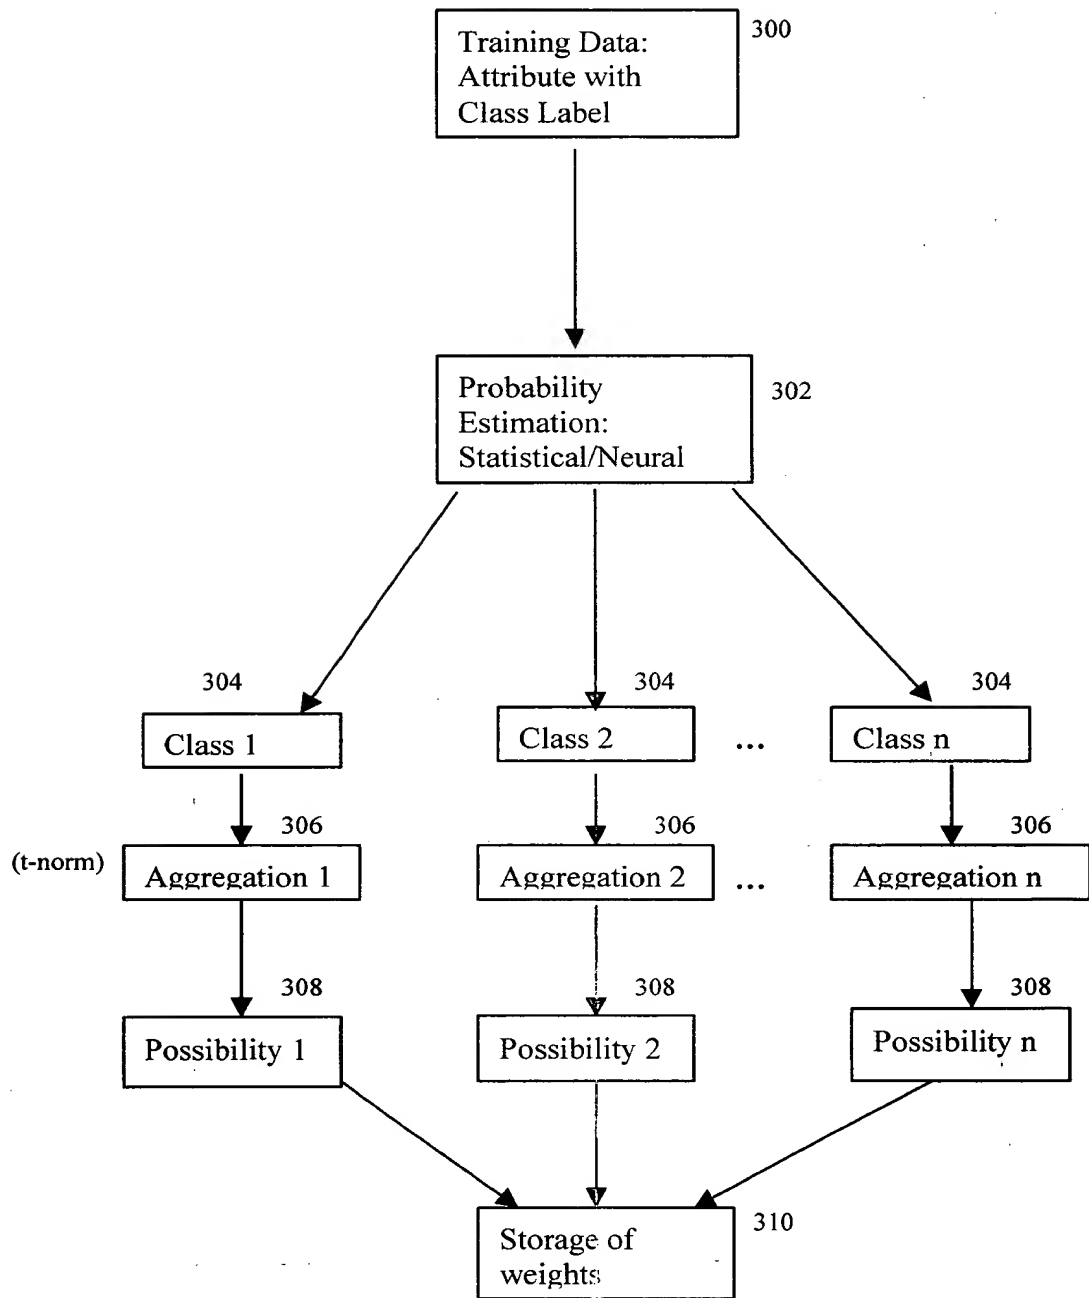 300
Training Data:
Attribute with
Class Label
302
Probability
Estimation:
Statistical/Neural
304 304 304
Class 1 Class 2 ... Class n
306 306 306
(t-norm) Aggregation 1 Aggregation 2 ... Aggregation n
308 308 308
Possibility 1 Possibility 2 Possibility n
310
Storage of
weights